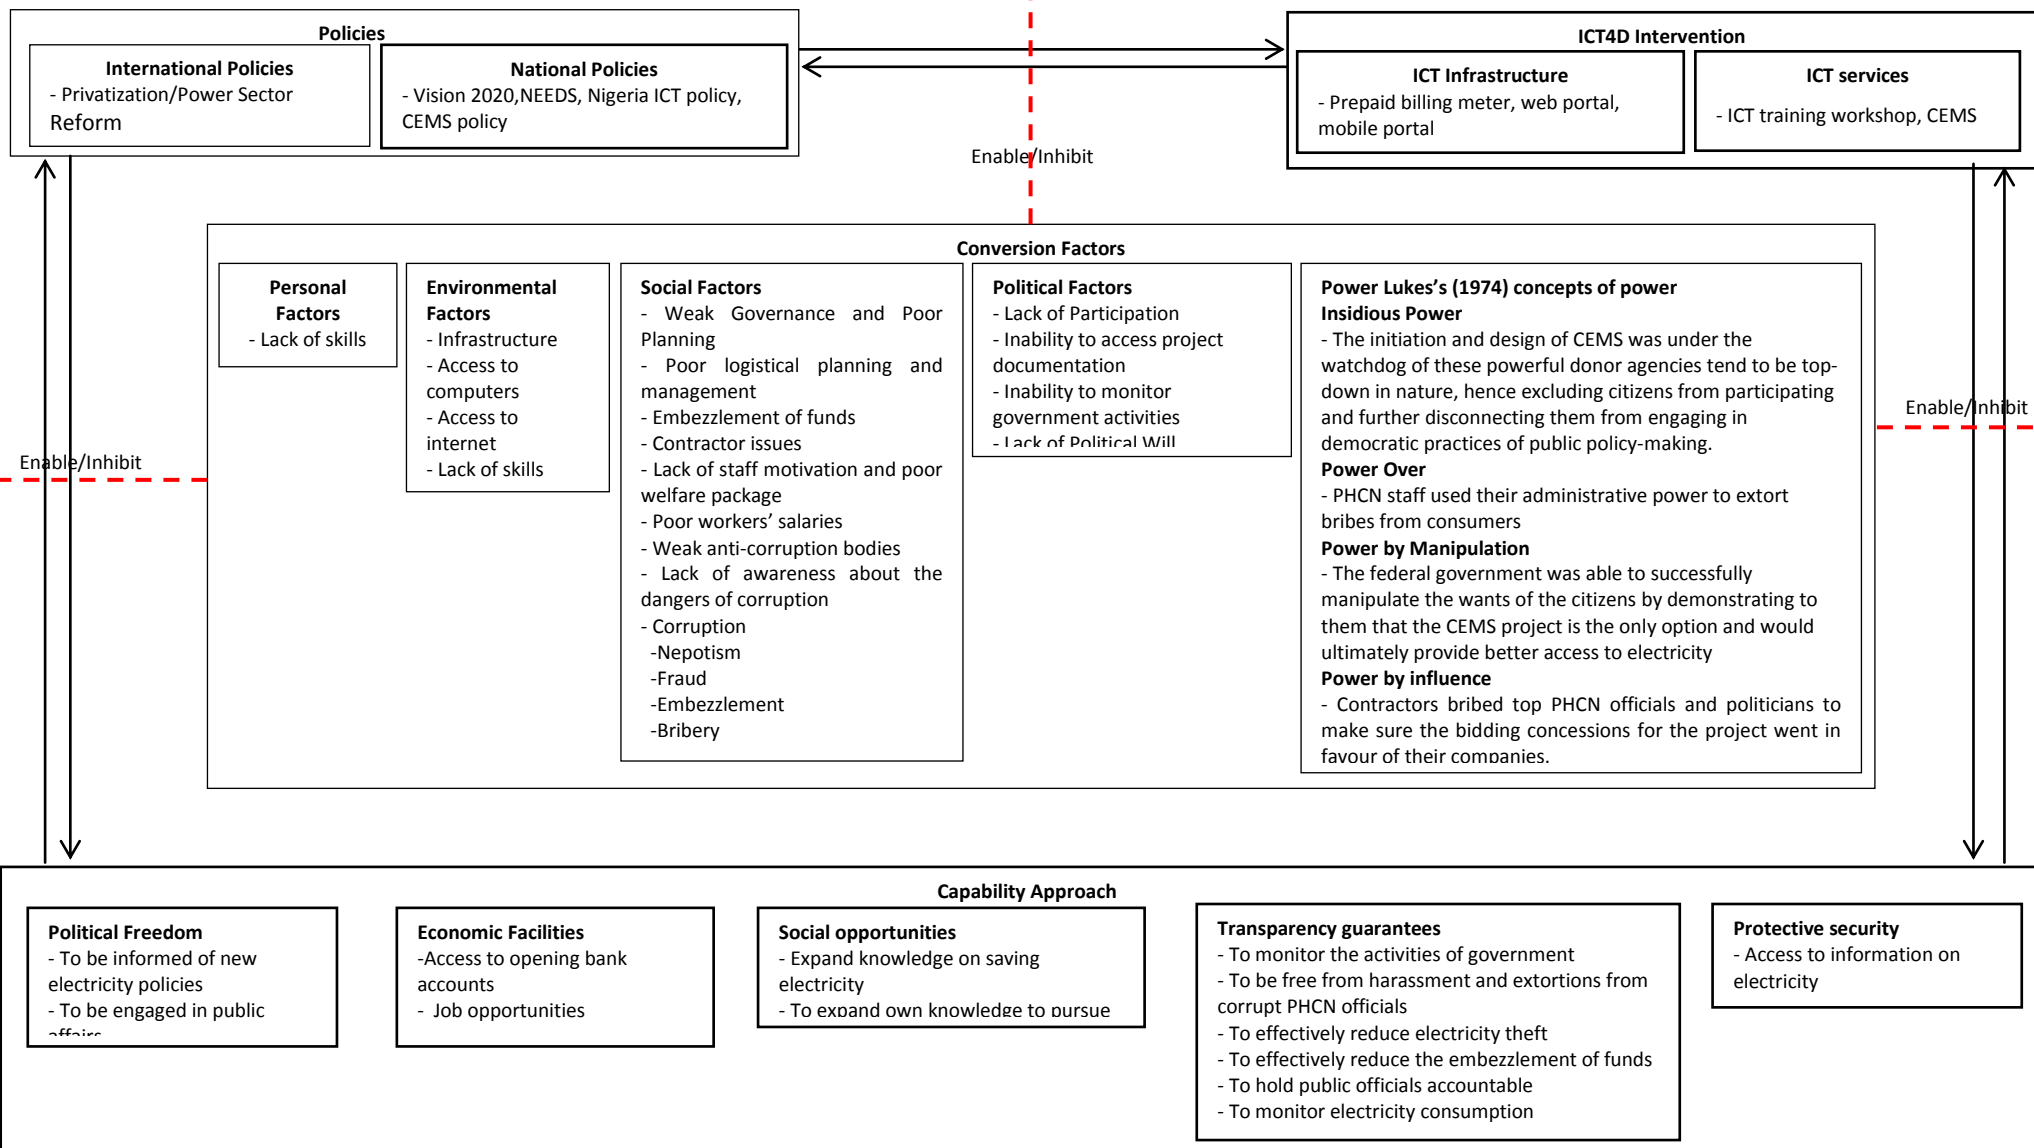 Policies
International Policies
- Privatization/Power Sector
Reform
National Policies
- Vision 2020,NEEDS, Nigeria ICT policy,
CEMS policy
ICT4D Intervention
ICT Infrastructure
- Prepaid billing meter, web portal,
mobile portal
ICT services
- ICT training workshop, CEMS
Enable/Inhibit
Conversion Factors
Personal
Factors
- Lack of skills
Environmental
Factors
- Infrastructure
- Access to
computers
- Access to
internet
- Lack of skills
Social Factors
- Weak Governance and Poor
Planning
- Poor logistical planning and
management
- Embezzlement of funds
- Contractor issues
- Lack of staff motivation and poor
welfare package
- Poor workers’ salaries
- Weak anti-corruption bodies
- Lack of awareness about the
dangers of corruption
- Corruption
-Nepotism
-Fraud
-Embezzlement
-Bribery
Political Factors
- Lack of Participation
- Inability to access project
documentation
- Inability to monitor
government activities
- Lack of Political Will
Power Lukes’s (1974) concepts of power
Insidious Power
- The initiation and design of CEMS was under the
watchdog of these powerful donor agencies tend to be top-
down in nature, hence excluding citizens from participating
and further disconnecting them from engaging in
democratic practices of public policy-making.
Power Over
- PHCN staff used their administrative power to extort
bribes from consumers
Power by Manipulation
- The federal government was able to successfully
manipulate the wants of the citizens by demonstrating to
them that the CEMS project is the only option and would
ultimately provide better access to electricity
Power by influence
- Contractors bribed top PHCN officials and politicians to
make sure the bidding concessions for the project went in
favour of their companies.
Enable/Inhibit
Enable/Inhibit
Capability Approach
Political Freedom
- To be informed of new
electricity policies
- To be engaged in public
affairs
Economic Facilities
-Access to opening bank
accounts
- Job opportunities
Social opportunities
- Expand knowledge on saving
electricity
- To expand own knowledge to pursue
Transparency guarantees
- To monitor the activities of government
- To be free from harassment and extortions from
corrupt PHCN officials
- To effectively reduce electricity theft
- To effectively reduce the embezzlement of funds
- To hold public officials accountable
- To monitor electricity consumption
Protective security
- Access to information on
electricity